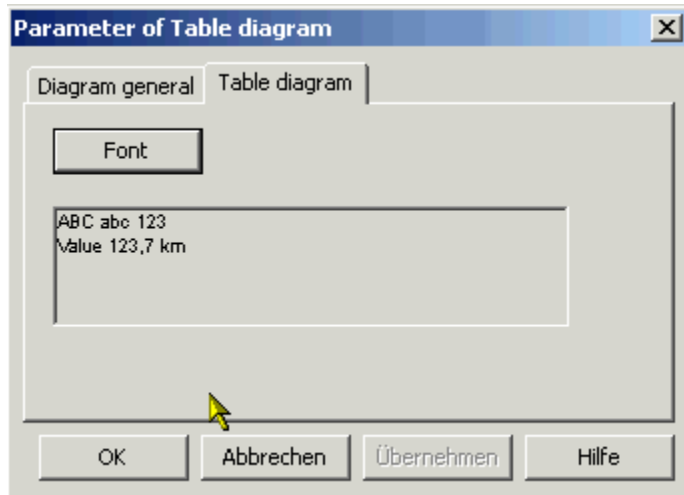 Parameter of Table diagram
Diagram general Table diagram
Font
ABC abc 123
Value 123,7 km
OK Abbrechen Übernehmen Hilfe